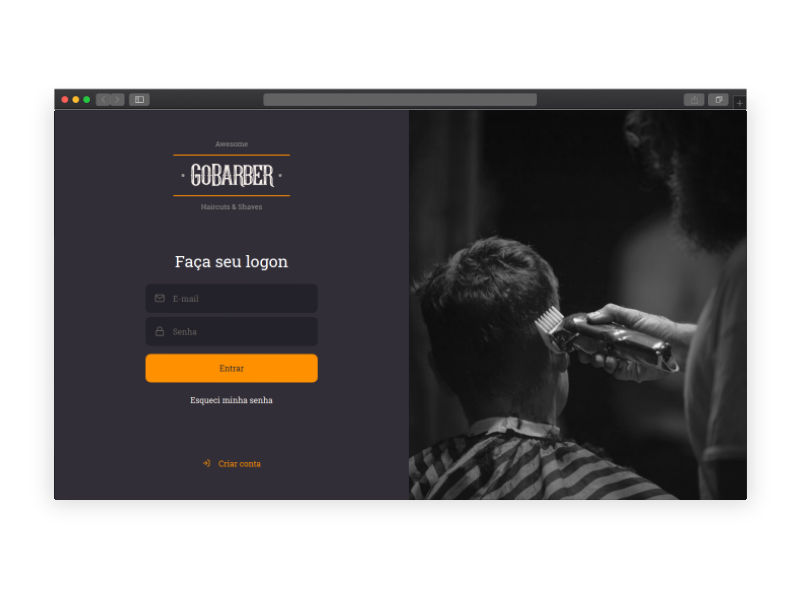 Awesome
GOBARBER
Haircuts & Shaves
Faça seu logon
E-mail
Senha
Entrar
Esqueci minha senha
Criar conta